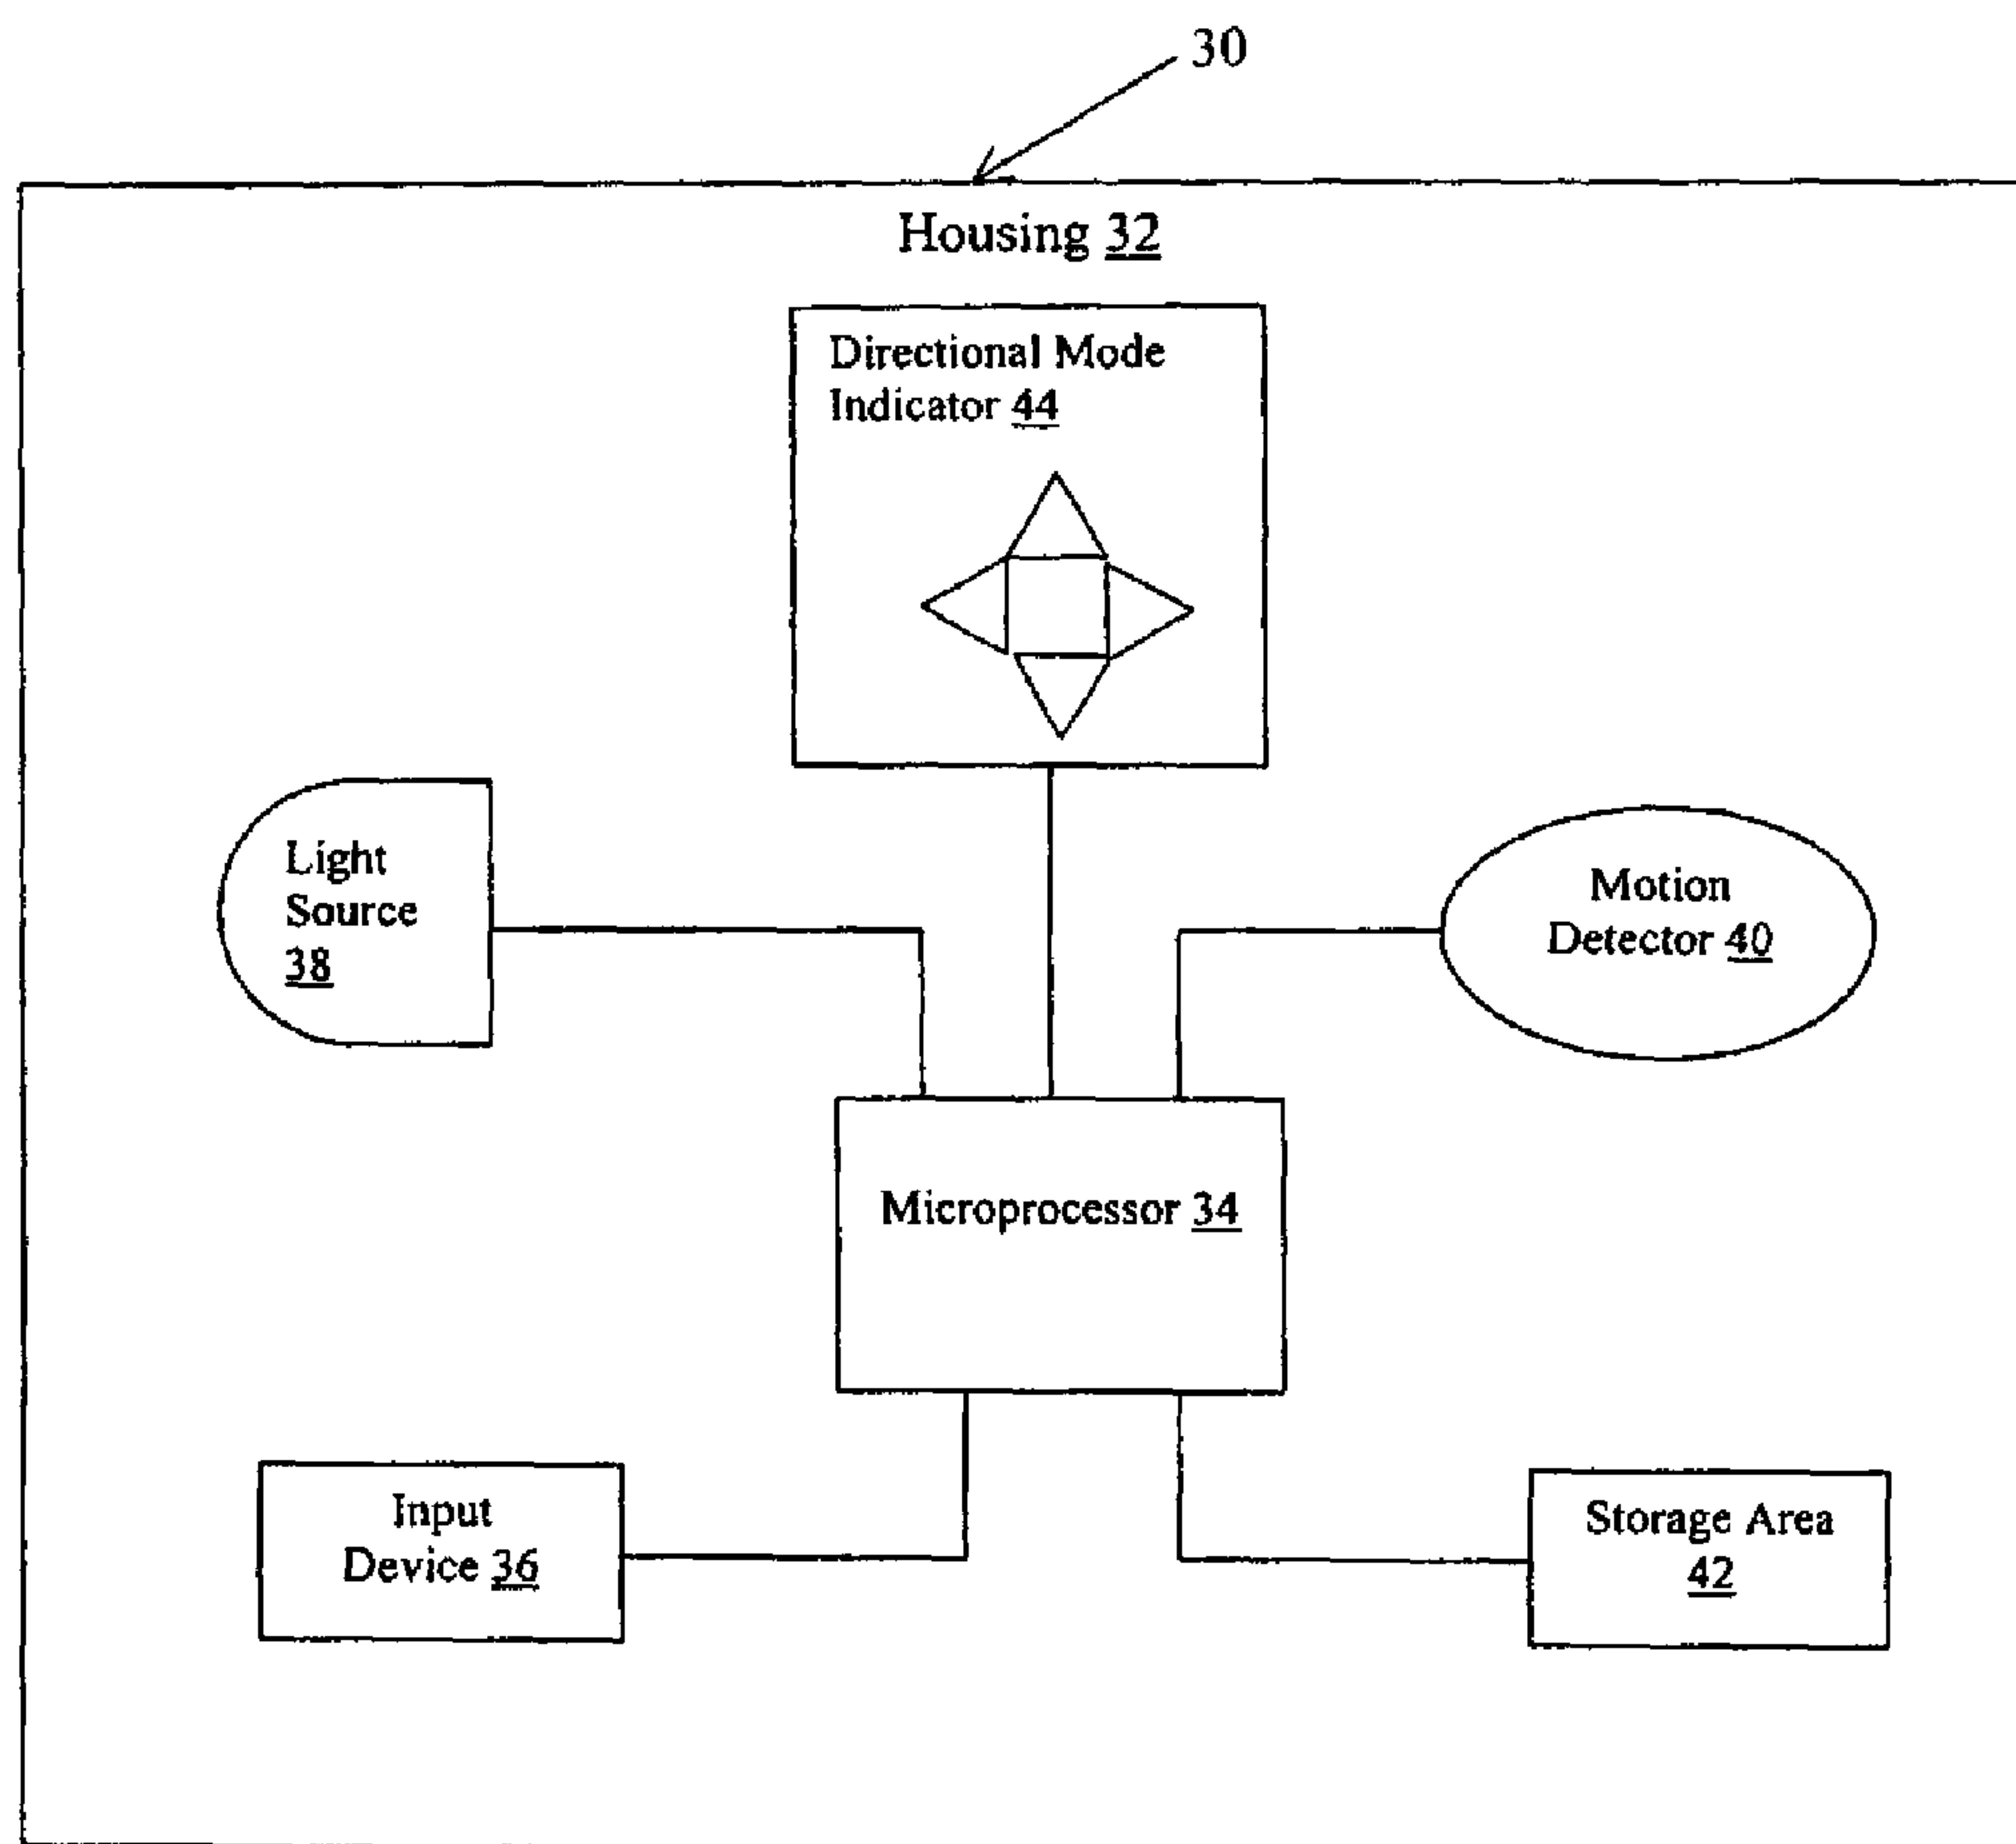 30
Housing 32
Directional Mode
Indicator 44
Light
Source
38
Motion
Detector 40
Microprocessor 34
Input
Device 36
Storage Area
42